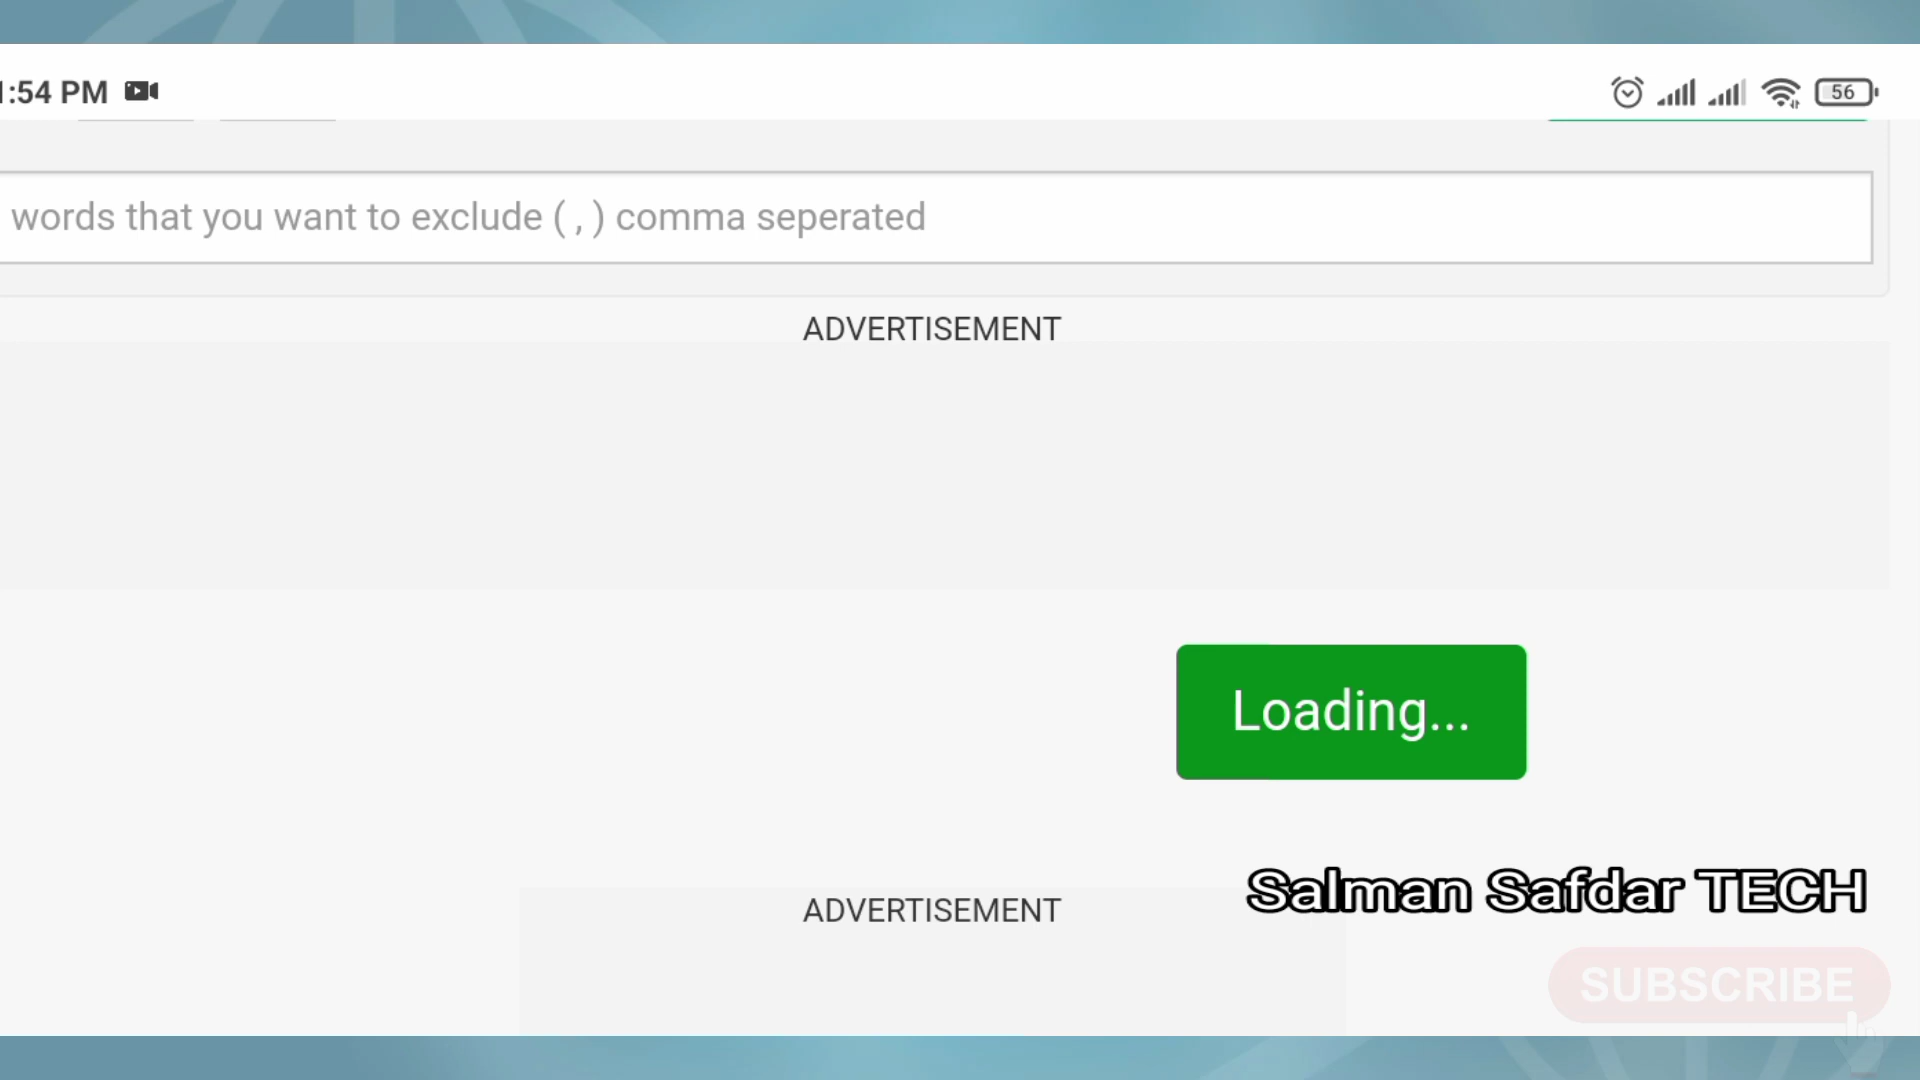 :54 PM
56
words that you want to exclude ( , ) comma seperated
ADVERTISEMENT
Loading...
Salman Safdar TECH
ADVERTISEMENT
SUBSCRIBE